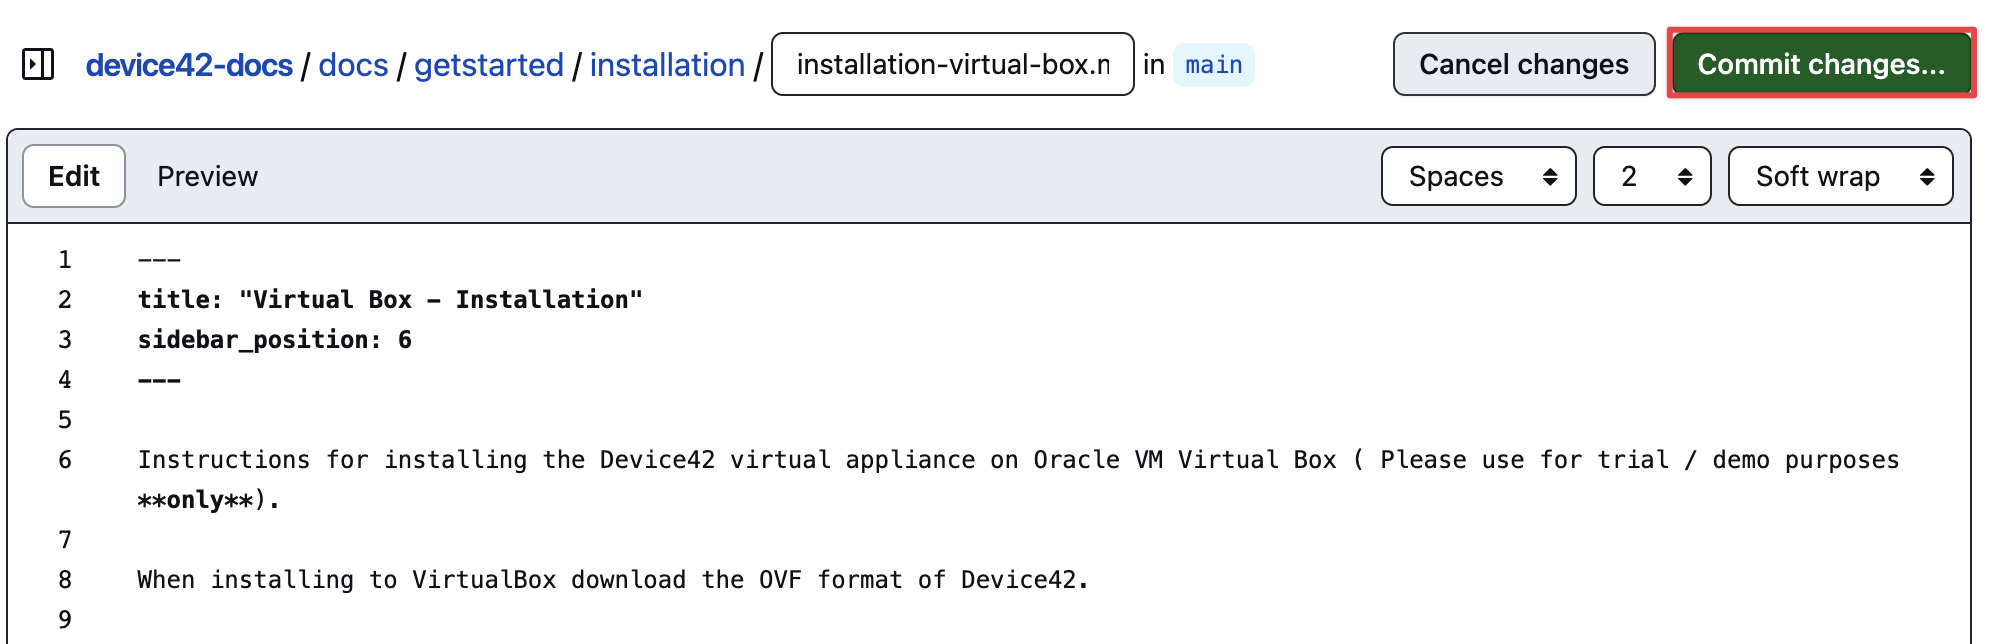 device42-docs / docs / getstarted / installation / installation-virtual-box.n in main Cancel changes Commit changes...
Edit Preview Spaces 2 Soft wrap
1 ---
2 title: "Virtual Box - Installation"
3 sidebar_position: 6
4 ---
5
6 Instructions for installing the Device42 virtual appliance on Oracle VM Virtual Box ( Please use for trial / demo purposes
**only**).
7
8 When installing to VirtualBox download the OVF format of Device42.
9